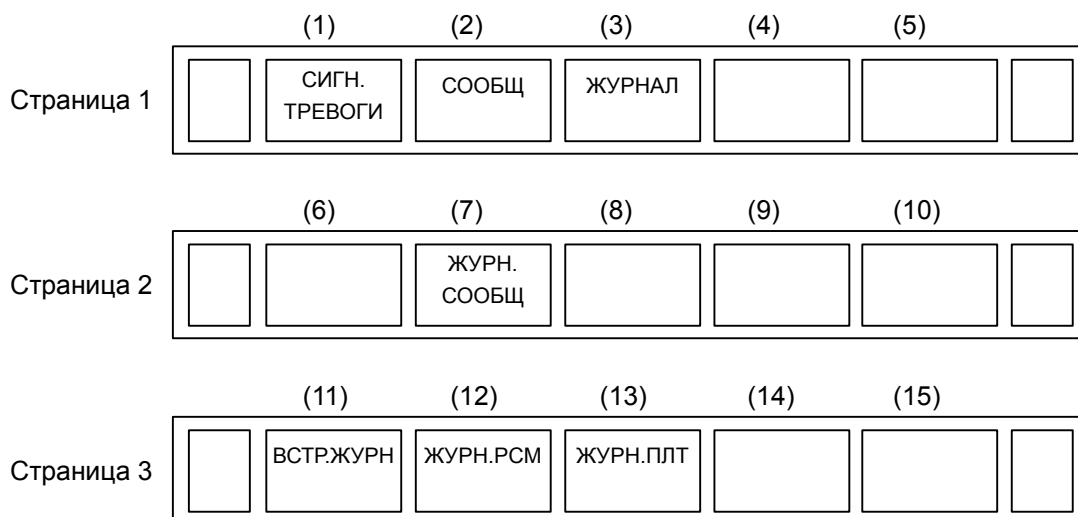 (1) (2) (3) (4) (5)
Страница 1
СИГН.
ТРЕВОГИ
СООБЩ
ЖУРНАЛ
(6) (7) (8) (9) (10)
Страница 2
ЖУРН.
СООБЩ
(11) (12) (13) (14) (15)
Страница 3
ВСТР.ЖУРН
ЖУРН.РСМ
ЖУРН.ПЛТ